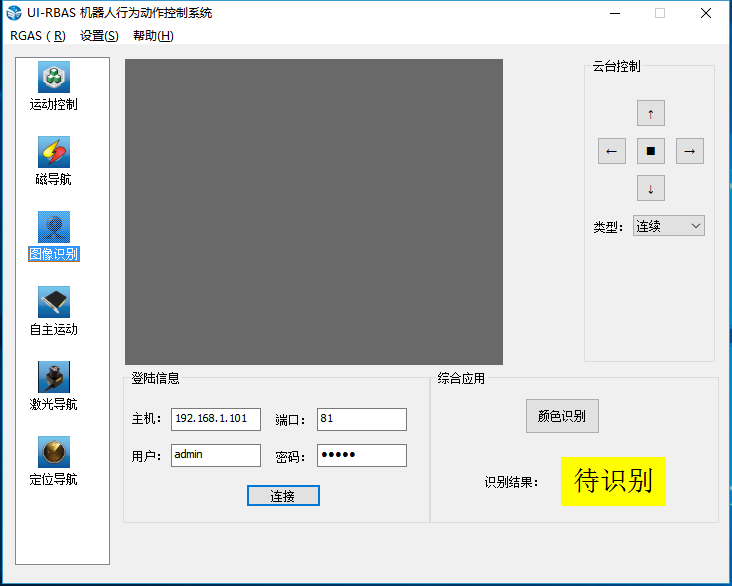 UI-RBAS 机器人行为动作控制系统
RGAS ( R) 设置(S) 帮助(H)
运动控制
磁导航
图像识别
自主运动
激光导航
定位导航
云台控制
↑
← ■ →
↓
类型： 连续
登陆信息
主机： 192.168.1.101 端口： 81
用户： admin 密码： •••••
连接
综合应用
颜色识别
识别结果： 待识别